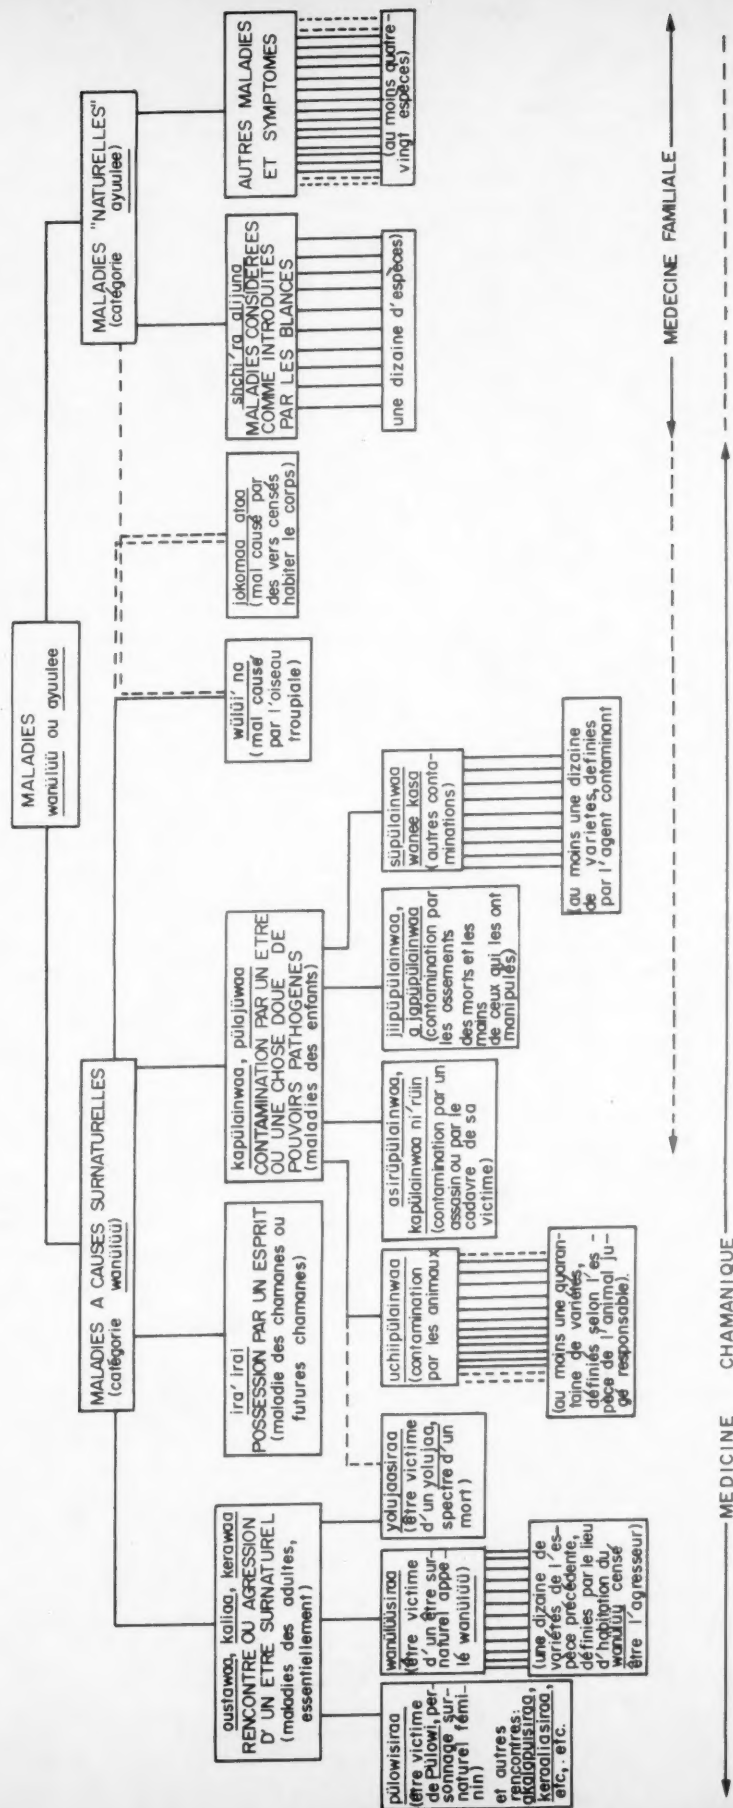 MALADIES
wanülüü ou ayuulee
MALADIES A CAUSES SURNATURELLES
(catégorie wanülüü)
MALADIES "NATURELLES"
(catégorie ayuulee)
oustawaa, kaliaa, kerawaa
RENCONTRE OU AGRESSION
D'UN ETRE SURNATUREL
(maladies des adultes,
essentiellement)
ira'irai
POSSESSION PAR UN ESPRIT
(maladie des chamanes ou
futures chamanes)
kapülainwaa, pülajüwaa
CONTAMINATION PAR UN ETRE
OU UNE CHOSE DOUE DE
POUVOIRS PATHOGENES
(maladies des enfants)
wülüi'na
(mal causé
par l'oiseau
troupiale)
jokomaa ataa
(mal causé par
des vers censés
habiter le corps)
shchi'ra alijuna
MALADIES CONSIDEREES
COMME INTRODUITES
PAR LES BLANCES
AUTRES MALADIES
ET SYMPTOMES
pülowisiraa
(être victime
de Pülowi, per-
sonnage sur-
naturel fémi-
nin)
et autres
rencontres:
akalapuisiraa,
keraaliasiraa,
etc, etc.
wanülüüsiraa
(être victime
d'un être sur-
naturel appe-
lé wanülüü)
yolujaasiraa
(être victime
d'un yolujaa,
spectre d'un
mort)
uchiipülainwaa
(contamination
par les animaux)
asirüpülainwaa,
kapülainwaa ni'rüin
(contamination par un
assasin ou par le
cadavre de sa
victime)
jiipüpülainwaa,
a japüpülainwaa
(contamination par
les ossements
des morts et les
mains
de ceux qui les ont
manipulés)
süpülainwaa
wanee kasa
(autres conta-
minations)
une dizaine d'espèces)
(au moins quatre-
vingt espèces)
(une dizaine de
variétés de l'es-
pèce précédente,
définies par le lieu
d'habitation du
wanülüü censé
être l'agresseur)
(au moins une quaran-
taine de variétés,
définiés selon l'es-
pèce de l'animal ju-
gé responsable).
(au moins une dizaine
de varietés, definies
par l'agent contaminant
MEDECINE FAMILIALE
MEDICINE CHAMANIQUE